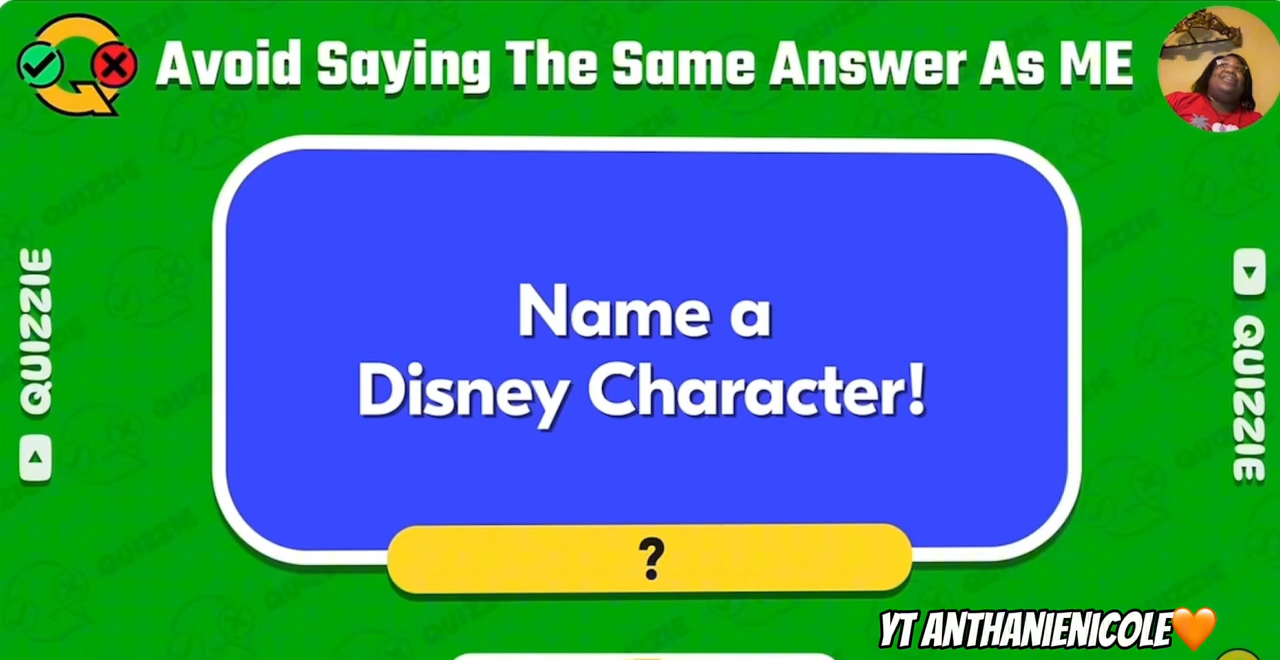 Avoid Saying The Same Answer As ME
Name a
Disney Character!
?
QUIZZIE
QUIZZIE
YT ANTHANIENICOLE🧡